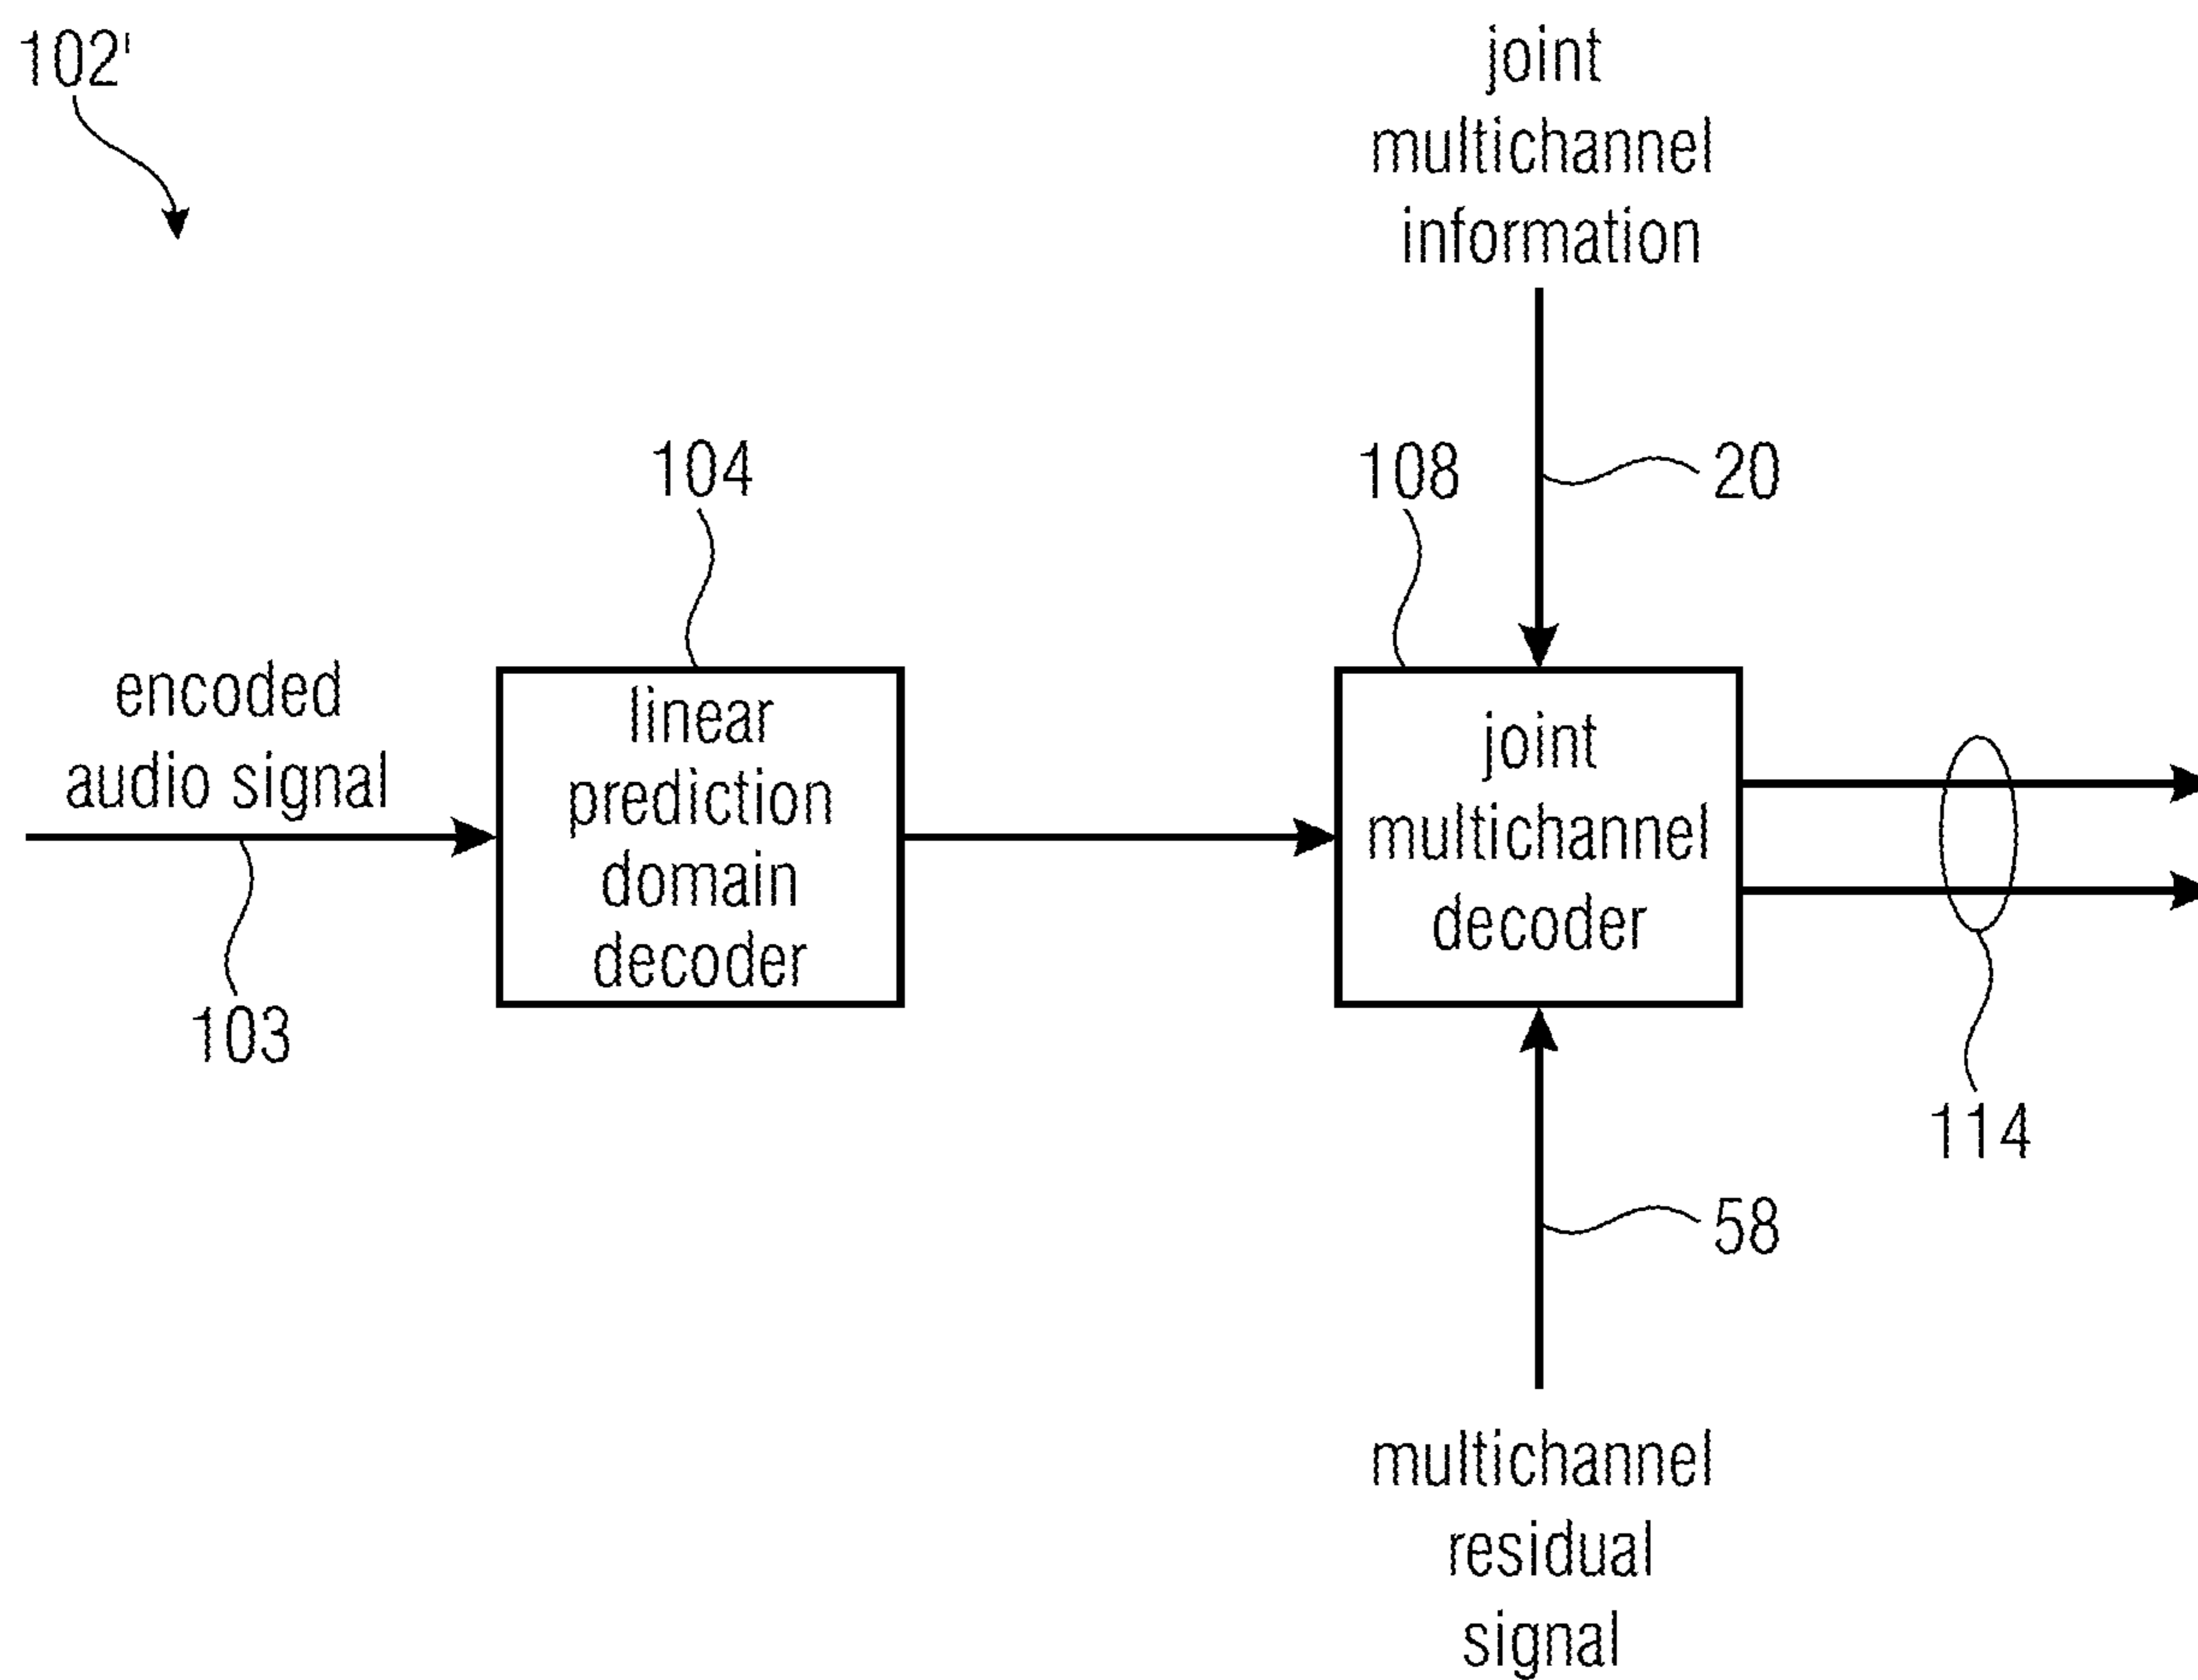 102'
joint
multichannel
information
104
108
20
encoded
audio signal
linear
prediction
domain
decoder
joint
multichannel
decoder
103
114
58
multichannel
residual
signal